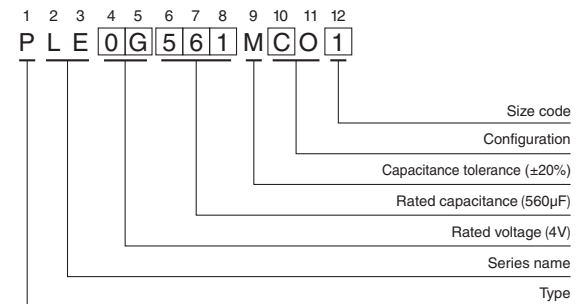 1 2 3 4 5 6 7 8 9 10 11 12
P L E 0 G 5 6 1 M C O 1
Size code
Configuration
Capacitance tolerance (±20%)
Rated capacitance (560µF)
Rated voltage (4V)
Series name
Type